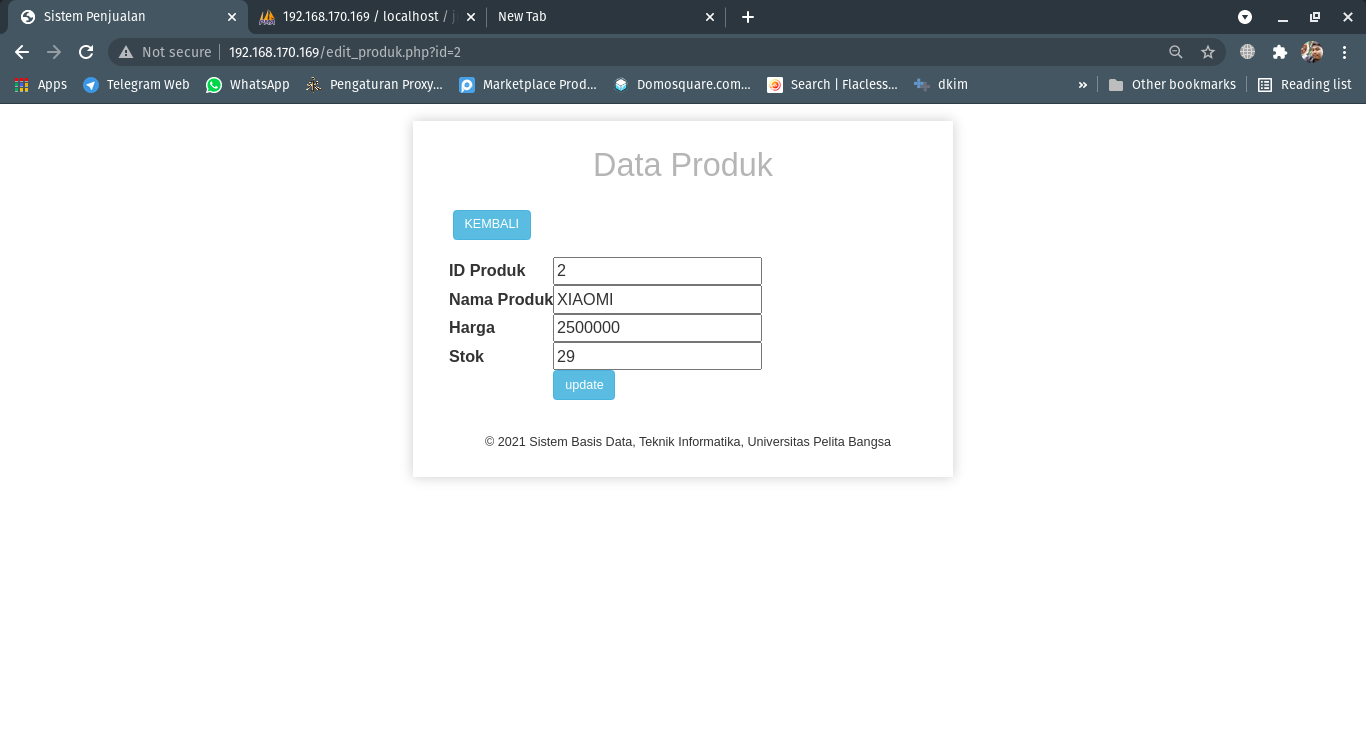 Sistem Penjualan
192.168.170.169 / localhost / j
New Tab
Not secure
192.168.170.169/edit_produk.php?id=2
Apps
Telegram Web
WhatsApp
Pengaturan Proxy...
Marketplace Prod...
Domosquare.com...
Search | Flacless...
dkim
»
Other bookmarks
Reading list
Data Produk
KEMBALI
ID Produk 2
Nama Produk XIAOMI
Harga 2500000
Stok 29
update
© 2021 Sistem Basis Data, Teknik Informatika, Universitas Pelita Bangsa